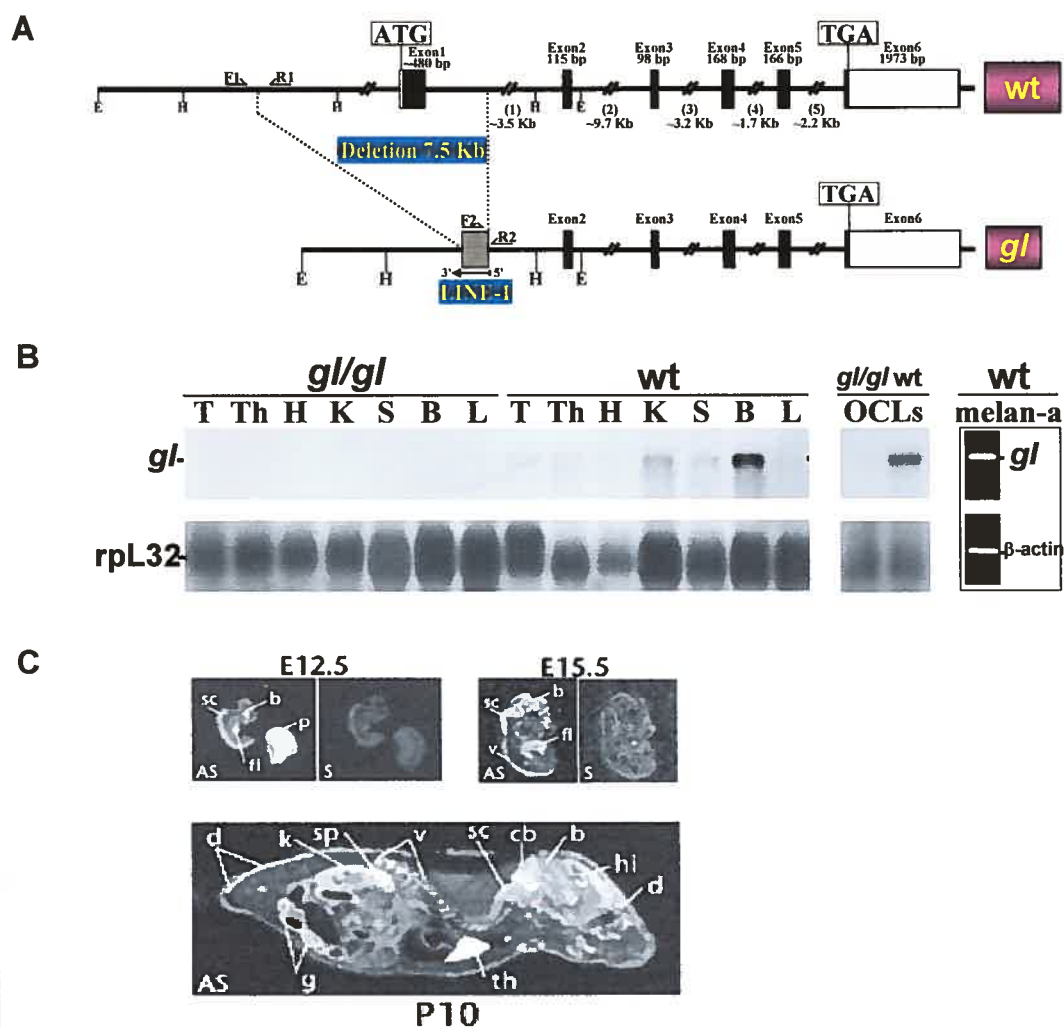 A
ATG
TGA
Exon1
~480 bp
Exon2
115 bp
Exon3
98 bp
Exon4
168 bp
Exon5
166 bp
Exon6
1973 bp
wt
F1
R1
E
H
H
(1)
~3.5 Kb
H
E
(2)
~9.7 Kb
(3)
~3.2 Kb
(4)
~1.7 Kb
(5)
~2.2 Kb
Deletion 7.5 Kb
TGA
F2
R2
Exon2
Exon3
Exon4
Exon5
Exon6
gl
E
H
3' 5'
H
E
LINE-1
B
gl/gl
wt
gl/gl wt
wt
T Th H K S B L T Th H K S B L
OCLs
melan-a
gl-
gl
rpL32-
β-actin
C
E12.5
E15.5
sc b p fl AS
S
sc b v fl AS
S
d k sp v sc cb b hi d
AS g th
P10